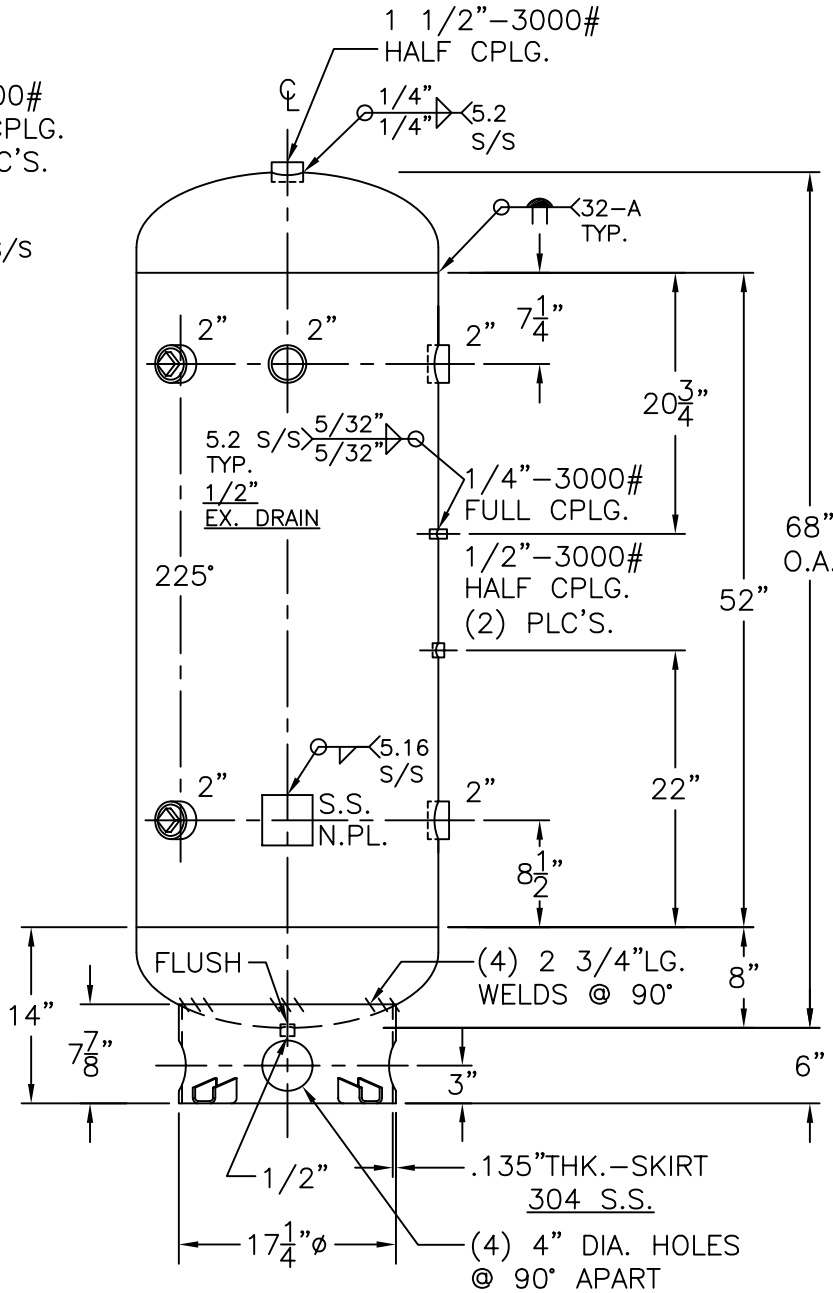 1 1/2"-3000#
HALF CPLG.
00#
CPLG.
C'S.
S/S
℄
1/4"
1/4"
5.2
S/S
32-A
TYP.
7 1/4"
2"
2"
2"
20 3/4"
5.2 S/S
TYP.
5/32"
5/32"
1/2"
EX. DRAIN
1/4"-3000#
FULL CPLG.
68"
O.A.
1/2"-3000#
HALF CPLG.
(2) PLC'S.
225°
52"
5.16
S/S
22"
2"
S.S.
N.PL.
2"
8 1/2"
FLUSH
(4) 2 3/4"LG.
WELDS @ 90°
8"
14"
7 7/8"
3"
6"
1/2"
.135"THK.-SKIRT
304 S.S.
17 1/4"ø
(4) 4" DIA. HOLES
@ 90° APART